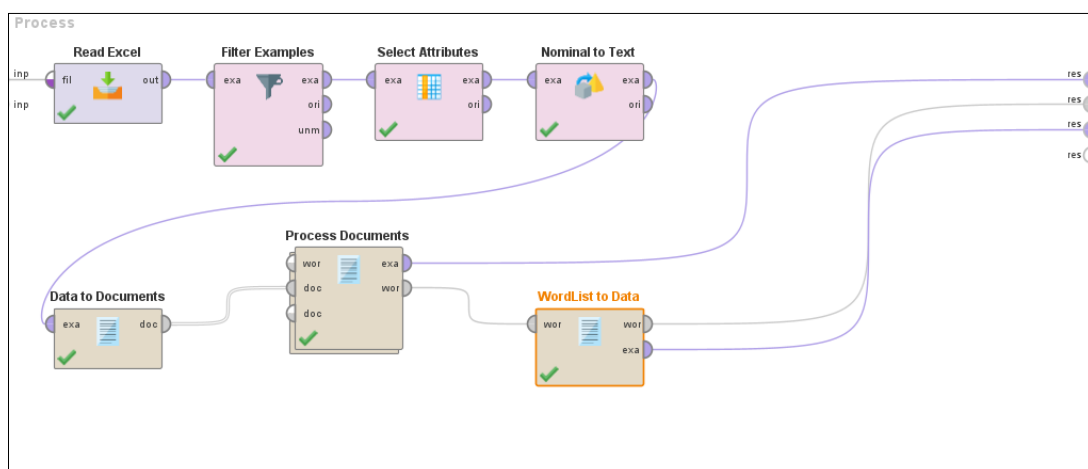 Process
Read Excel
Filter Examples
Select Attributes
Nominal to Text
inp
fil
out
exa
exa
exa
exa
exa
exa
res
inp
ori
ori
ori
res
unm
res
res
Process Documents
wor
exa
Data to Documents
doc
wor
WordList to Data
exa
doc
doc
wor
wor
exa